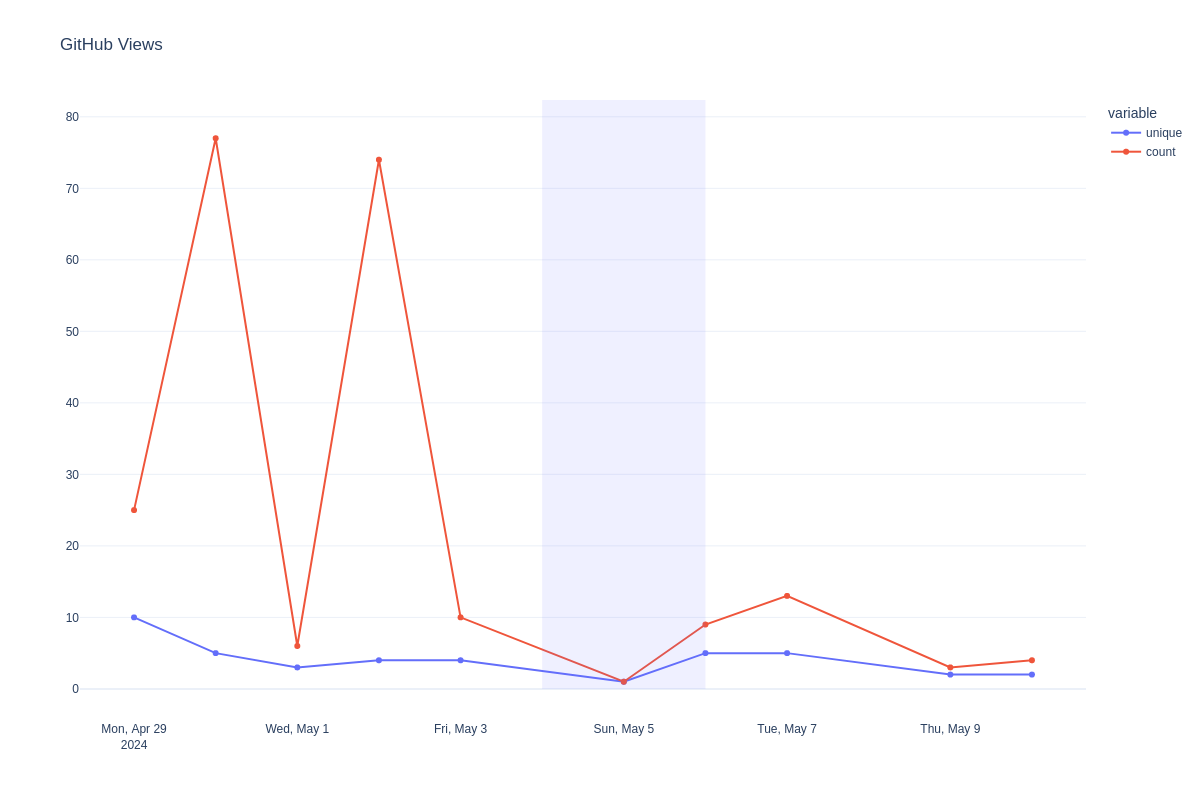 GitHub Views
variable
unique
count
80
70
60
50
40
30
20
10
0
Mon, Apr 29
2024
Wed, May 1
Fri, May 3
Sun, May 5
Tue, May 7
Thu, May 9